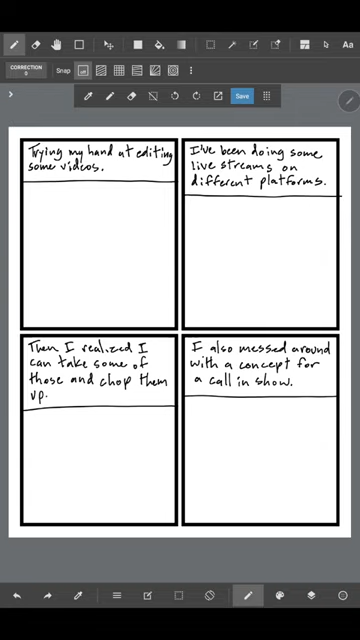 Aa
CORRECTION
0
Snap
Save
Trying my hand at editing
some videos.
I've been doing some
live streams on
different platforms.
Then I realized I
can take some of
those and chop them
up.
I also messed around
with a concept for
a call in show.